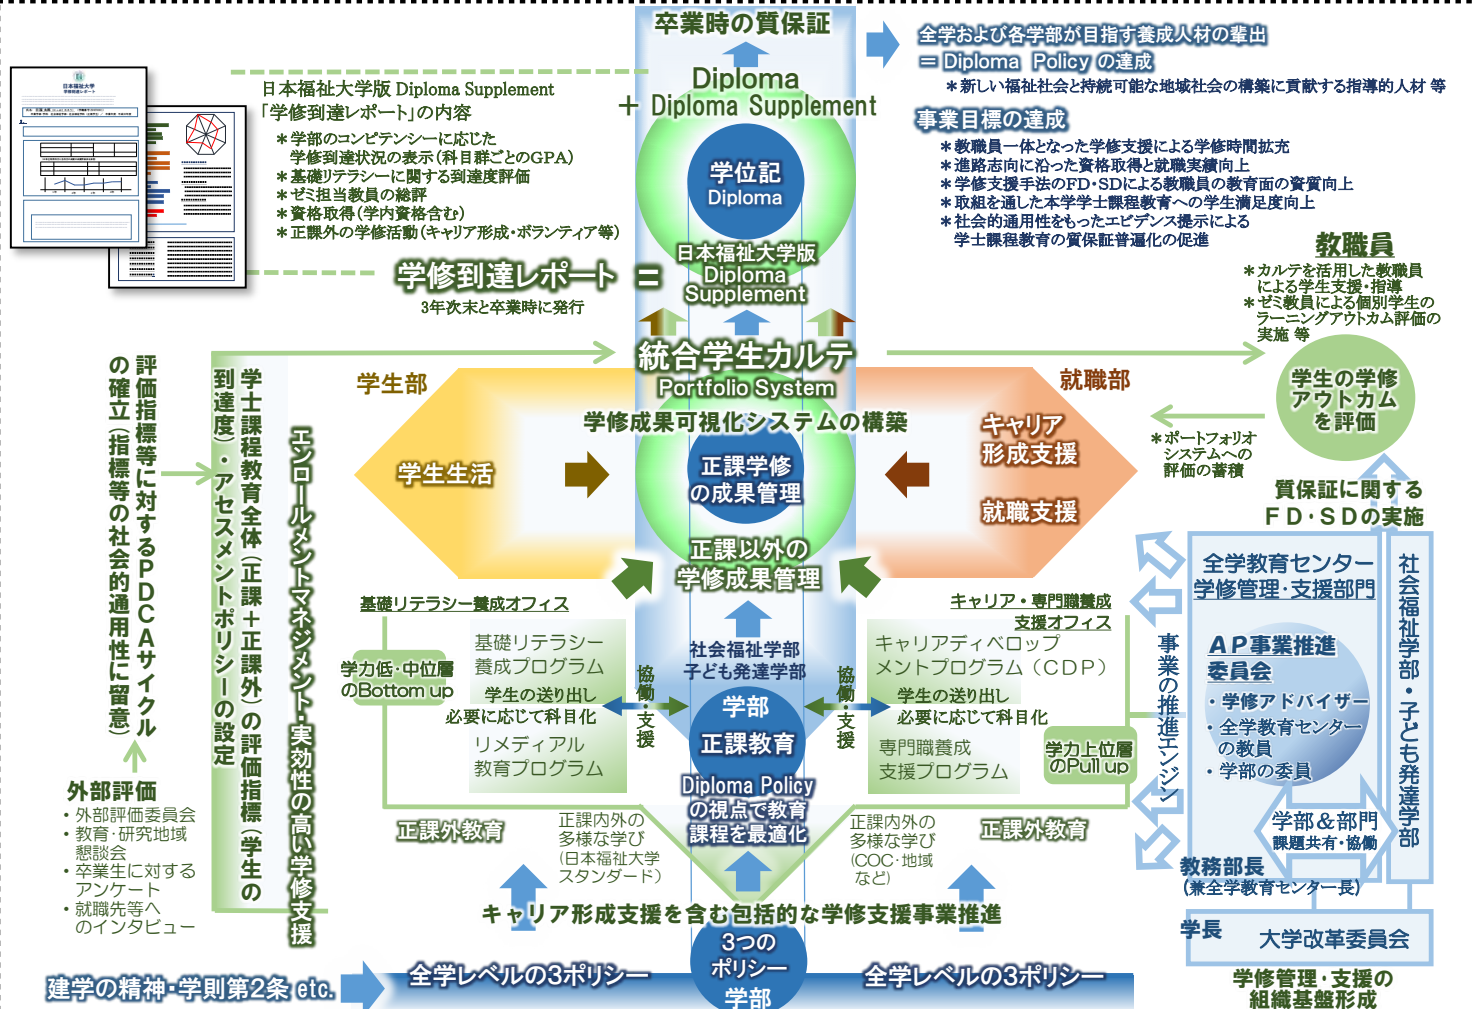 卒業時の質保証
Diploma
＋ Diploma Supplement
学位記
Diploma
日本福祉大学版
Diploma
Supplement
全学および各学部が目指す養成人材の輩出
＝ Diploma Policy の達成
＊新しい福祉社会と持続可能な地域社会の構築に貢献する指導的人材 等
事業目標の達成
＊教職員一体となった学修支援による学修時間拡充
＊進路志向に沿った資格取得と就職実績向上
＊学修支援手法のFD・SDによる教職員の教育面の資質向上
＊取組を通した本学学士課程教育への学生満足度向上
＊社会的通用性をもったエビデンス提示による
学士課程教育の質保証普遍化の促進
日本福祉大学
学修到達レポート
日本福祉大学版 Diploma Supplement
「学修到達レポート」の内容
＊学部のコンピテンシーに応じた
学修到達状況の表示（科目群ごとのGPA）
＊基礎リテラシーに関する到達度評価
＊ゼミ担当教員の総評
＊資格取得（学内資格含む）
＊正課外の学修活動（キャリア形成・ボランティア等）
学修到達レポート ＝
3年次末と卒業時に発行
教職員
＊カルテを活用した教職員
による学生支援・指導
＊ゼミ教員による個別学生の
ラーニングアウトカム評価の
実施 等
学生の学修
アウトカム
を評価
＊ポートフォリオ
システムへの
評価の蓄積
質保証に関する
ＦＤ・ＳＤの実施
統合学生カルテ
Portfolio System
学修成果可視化システムの構築
正課学修
の成果管理
正課以外の
学修成果管理
学生部
学生生活
就職部
キャリア
形成支援
就職支援
評価指標等に対するPDCAサイクル
の確立（指標等の社会的通用性に留意）
学士課程教育全体（正課＋正課外）の評価指標（学生の
到達度）・アセスメントポリシーの設定
エンロールメントマネジメント・実効性の高い学修支援
外部評価
・外部評価委員会
・教育・研究地域
懇談会
・卒業生に対する
アンケート
・就職先等へ
のインタビュー
基礎リテラシー養成オフィス
学力低・中位層
のBottom up
基礎リテラシー
養成プログラム
学生の送り出し
必要に応じて科目化
リメディアル
教育プログラム
協働・支援
社会福祉学部
子ども発達学部
学部
正課教育
Diploma Policy
の視点で教育
課程を最適化
協働・支援
キャリア・専門職養成
支援オフィス
キャリアディベロップ
メントプログラム（ＣＤＰ）
学生の送り出し
必要に応じて科目化
専門職養成
支援プログラム
学力上位層
のPull up
正課外教育
正課内外の
多様な学び
（日本福祉大学
スタンダード）
正課内外の
多様な学び
（COC・地域
など）
正課外教育
キャリア形成支援を含む包括的な学修支援事業推進
3つの
ポリシー
学部
建学の精神・学則第2条 etc.
全学レベルの3ポリシー
全学レベルの3ポリシー
事業の推進エンジン
全学教育センター
学修管理・支援部門
ＡＰ事業推進
委員会
・学修アドバイザー
・全学教育センター
の教員
・学部の委員
社会福祉学部・子ども発達学部
学部＆部門
課題共有・協働
教務部長
（兼全学教育センター長）
学長
大学改革委員会
学修管理・支援の
組織基盤形成